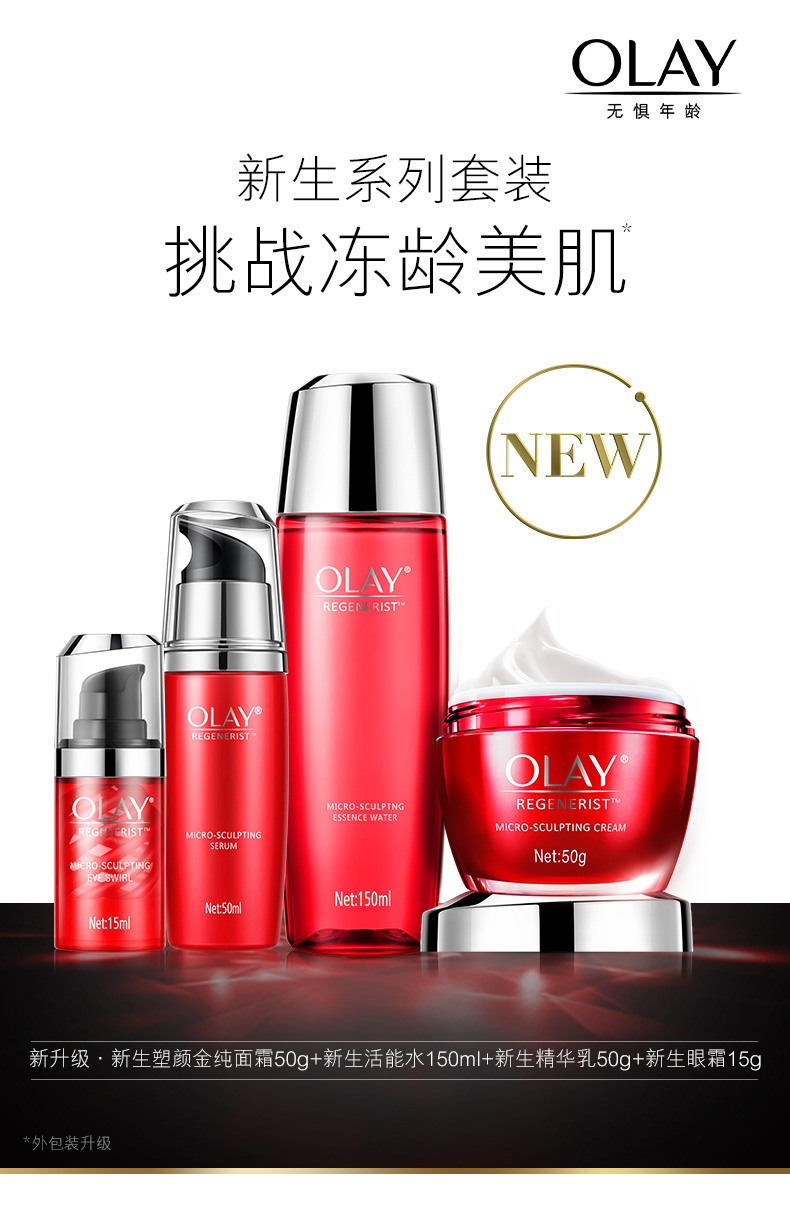 OLAY
无惧年龄
新生系列套装
挑战冻龄美肌*
NEW
OLAY®
REGENERIST™
MICRO-SCULPTNG
ESSENCE WATER
Net:150ml
OLAY®
REGENERIST™
MICRO-SCULPTING
SERUM
Net:50ml
OLAY®
REGENERIST™
MICRO-SCULPTING
EYE SWIRL
Net:15ml
OLAY®
REGENERIST™
MICRO-SCULPTING CREAM
Net:50g
新升级·新生塑颜金纯面霜50g+新生活能水150ml+新生精华乳50g+新生眼霜15g
*外包装升级